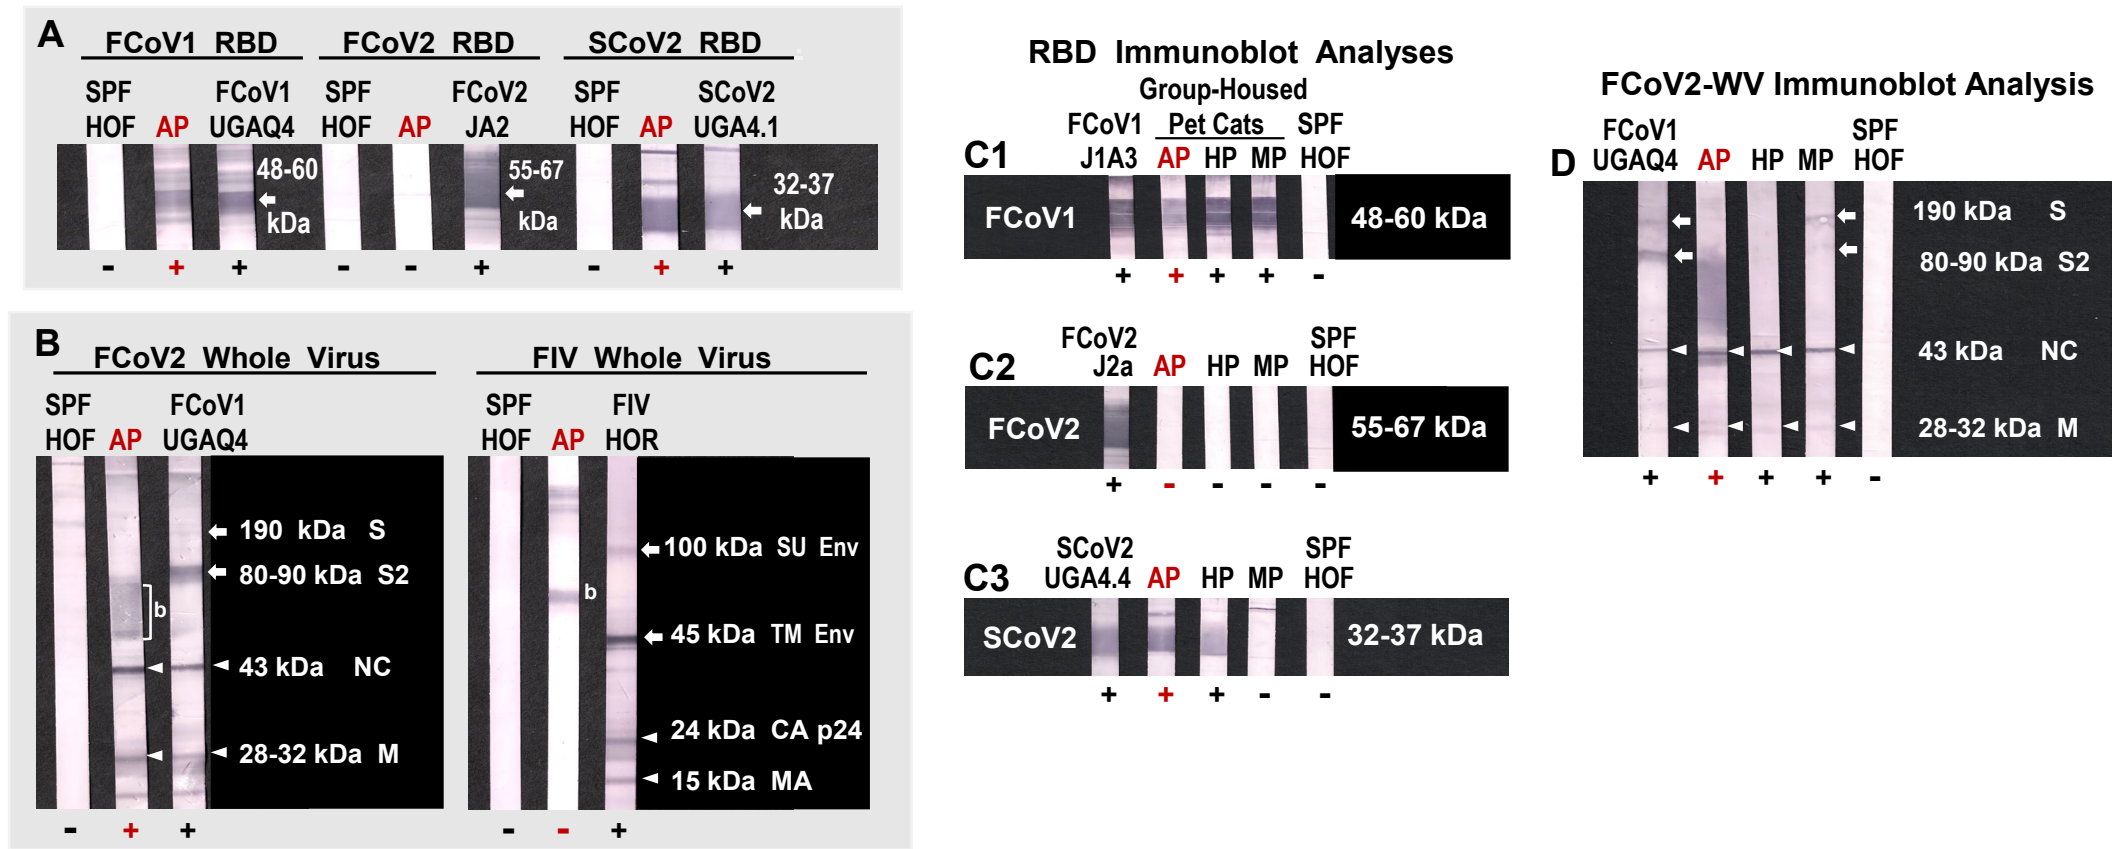 A
FCoV1 RBD FCoV2 RBD SCoV2 RBD
SPF FCoV1 SPF FCoV2 SPF SCoV2
HOF AP UGAQ4 HOF AP JA2 HOF AP UGA4.1
48-60 55-67 32-37
kDa kDa kDa
- + + - - + - + +
B
FCoV2 Whole Virus FIV Whole Virus
SPF FCoV1 SPF FIV
HOF AP UGAQ4 HOF AP HOR
190 kDa S
100 kDa SU Env
80-90 kDa S2
b b
45 kDa TM Env
43 kDa NC
24 kDa CA p24
28-32 kDa M
15 kDa MA
- + + - - +
RBD Immunoblot Analyses
Group-Housed
FCoV1 Pet Cats SPF
C1 J1A3 AP HP MP HOF
FCoV1 48-60 kDa
+ + + + -
FCoV2 SPF
C2 J2a AP HP MP HOF
FCoV2 55-67 kDa
+ - - - -
SCoV2 SPF
C3 UGA4.4 AP HP MP HOF
SCoV2 32-37 kDa
+ + + - -
FCoV2-WV Immunoblot Analysis
FCoV1 SPF
D UGAQ4 AP HP MP HOF
190 kDa S
80-90 kDa S2
43 kDa NC
28-32 kDa M
+ + + + -